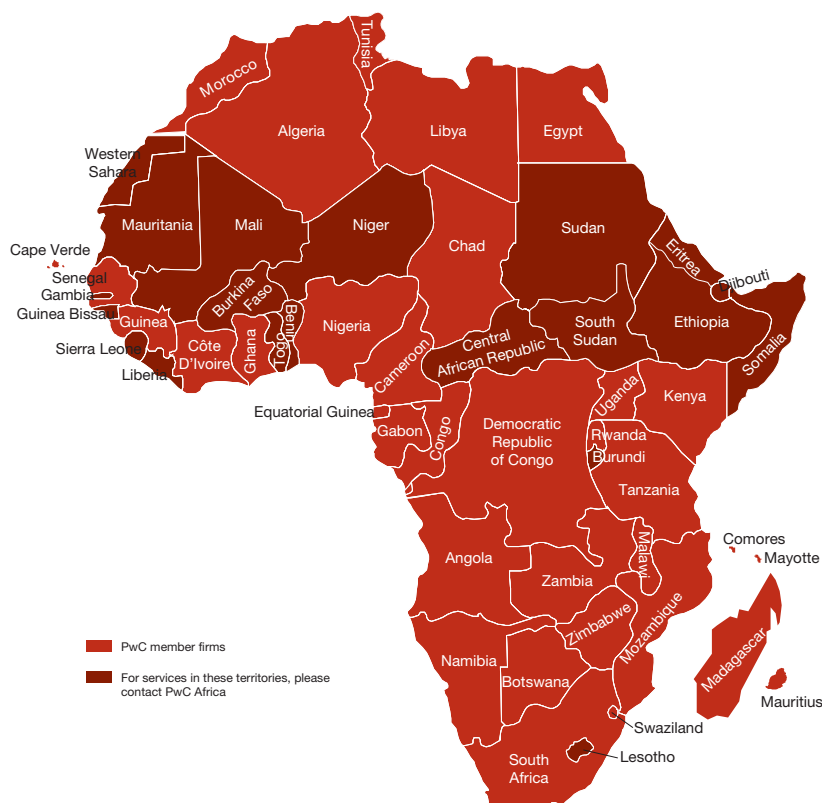 Tunisia
Morocco
Algeria
Libya
Egypt
Western
Sahara
Mauritania
Mali
Niger
Sudan
Chad
Eritrea
Cape Verde
Senegal
Gambia
Guinea Bissau
Guinea
Burkina
Faso
Benin
Djibouti
Nigeria
Ethiopia
South
Sudan
Central
African Republic
Somalia
Sierra Leone
Côte
D'Ivoire
Ghana
Togo
Liberia
Cameroon
Equatorial Guinea
Gabon
Congo
Democratic
Republic
of Congo
Uganda
Kenya
Rwanda
Burundi
Tanzania
Comores
Mayotte
Malawi
Angola
Zambia
Zimbabwe
Mozambique
Madagascar
Mauritius
Namibia
Botswana
Swaziland
Lesotho
South
Africa
PwC member firms
For services in these territories, please
contact PwC Africa